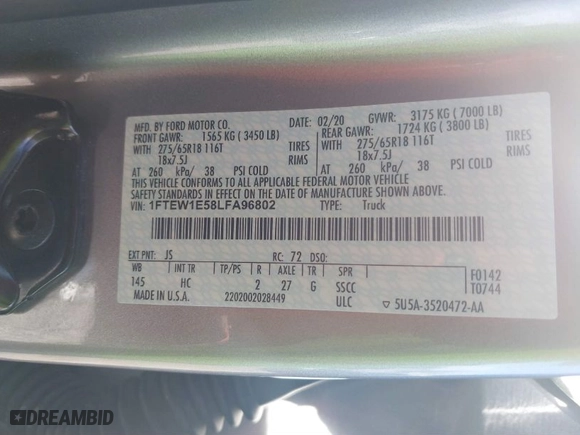 MFD. BY FORD MOTOR CO. 02/20 GVWR: 3175 KG ( 7000 LB)
FRONT GAWR: 1565 KG ( 3450 LB) REAR GAWR: 1724 KG ( 3800 LB)
WITH 275/65R18 116T TIRES WITH 275/65R18 116T TIRES
18x7.5J RIMS 18x7.5J RIMS
AT 260 kPa/ 38 PSI COLD AT 260 kPa/ 38 PSI COLD
THIS VEHICLE CONFORMS TO ALL APPLICABLE FEDERAL MOTOR VEHICLE
SAFETY STANDARDS IN EFFECT ON THE DATE OF MANUFACTURE SHOWN ABOVE.
VIN: 1FTEW1E58LFA96802 TYPE: Truck
EXT PNT: JS RC: 72 DSO:
WB INT TR TP/PS R AXLE TR SPR F0142
145 HC 2 27 G SSCC T0744
MADE IN U.S.A. 2202002028449 ULC ▽ 5U5A-3520472-AA
DREAMBID